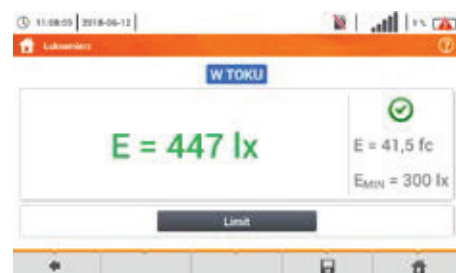 11:08:05 2018-06-12
Luksomierz
W TOKU
E = 447 lx
E = 41,5 fc
EMIN = 300 lx
Limit